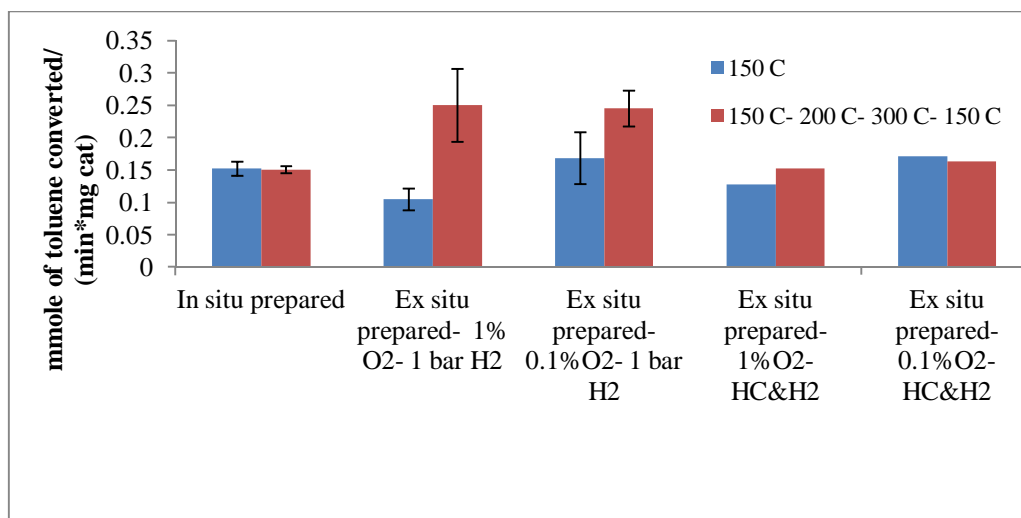 mmole of toluene converted/
(min*mg cat)
0.35
0.3
0.25
0.2
0.15
0.1
0.05
0
150 C
150 C- 200 C- 300 C- 150 C
In situ prepared
Ex situ
prepared- 1%
O2- 1 bar H2
Ex situ
prepared-
0.1%O2- 1 bar
H2
Ex situ
prepared-
1%O2-
HC&H2
Ex situ
prepared-
0.1%O2-
HC&H2